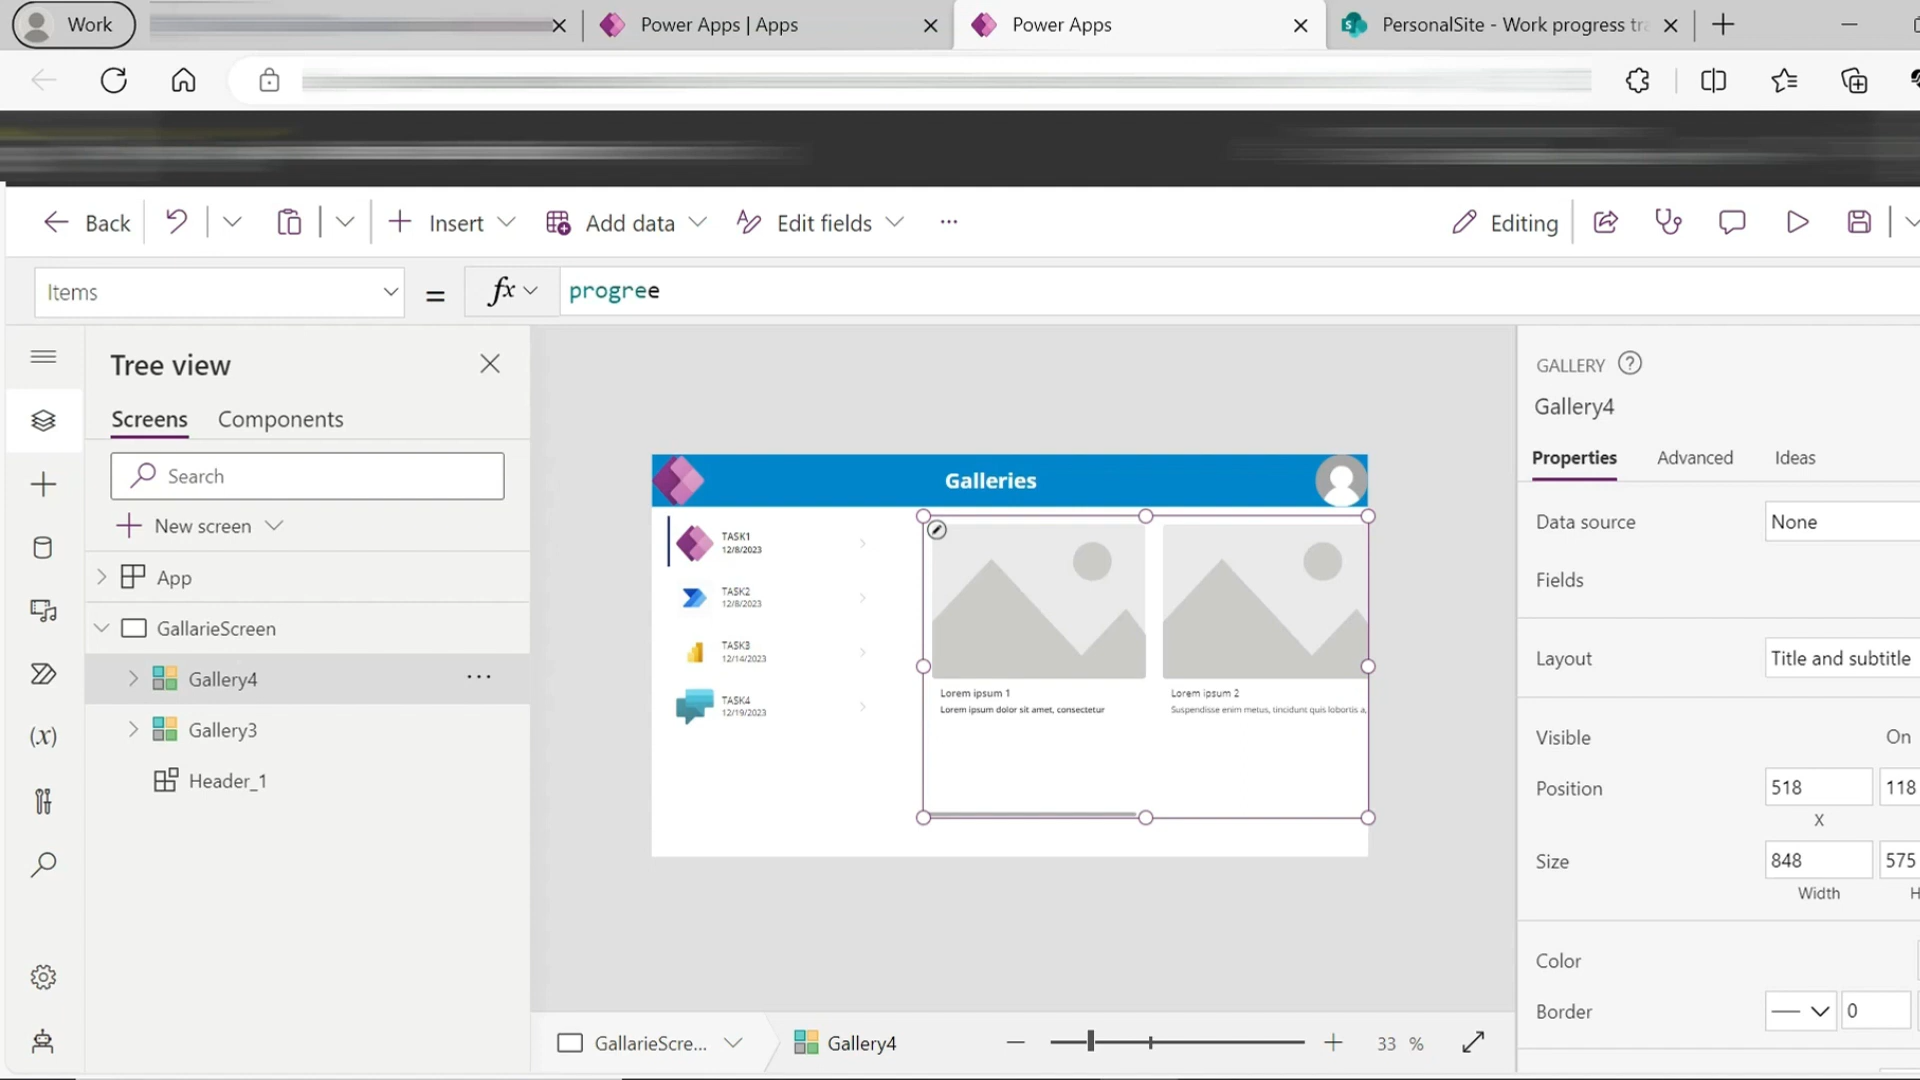 Work
Power Apps | Apps
Power Apps
PersonalSite - Work progress tra
Back
Insert
Add data
Edit fields
...
Editing
Items
=
fx
progree
Tree view
Screens
Components
Search
New screen
App
GallarieScreen
Gallery4
...
Gallery3
Header_1
(x)
Galleries
TASK1
12/8/2023
TASK2
12/8/2023
TASK3
12/14/2023
TASK4
12/19/2023
Lorem ipsum 1
Lorem ipsum dolor sit amet, consectetur
Lorem ipsum 2
Suspendisse enim metus, tincidunt quis lobortis a,
GALLERY
Gallery4
Properties
Advanced
Ideas
Data source
None
Fields
Layout
Title and subtitle
Visible
On
Position
518
118
X
Size
848
575
Width
H
Color
Border
0
GallarieScre...
Gallery4
33 %